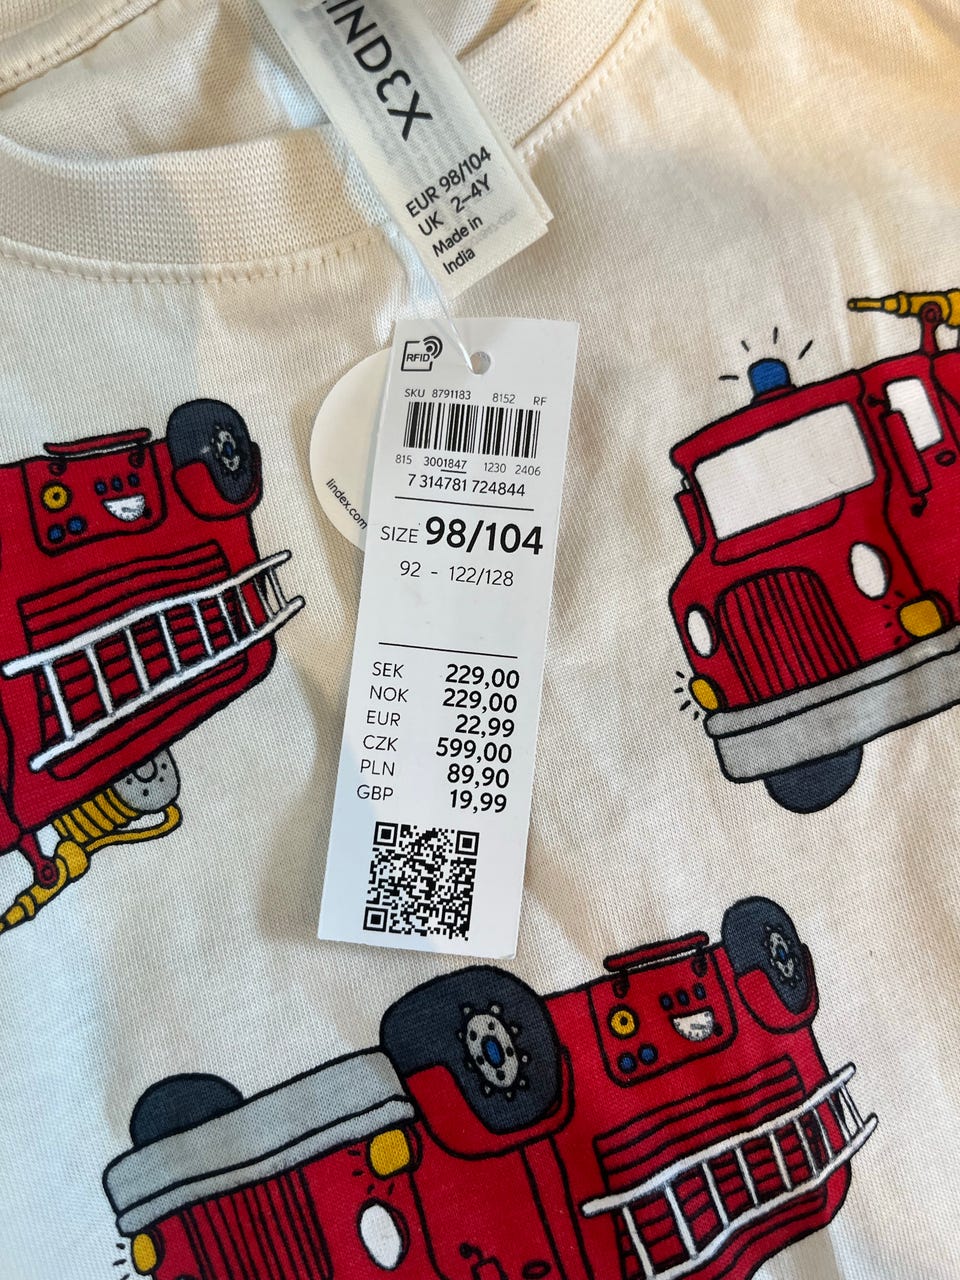 LINDEX
EUR 98/104
UK 2–4Y
Made in
India
RFID
SKU 8791183 8152 RF
815 3001847 1230 2406
7 314781 724844
lindex.com
SIZE 98/104
92 - 122/128
SEK 229,00
NOK 229,00
EUR 22,99
CZK 599,00
PLN 89,90
GBP 19,99